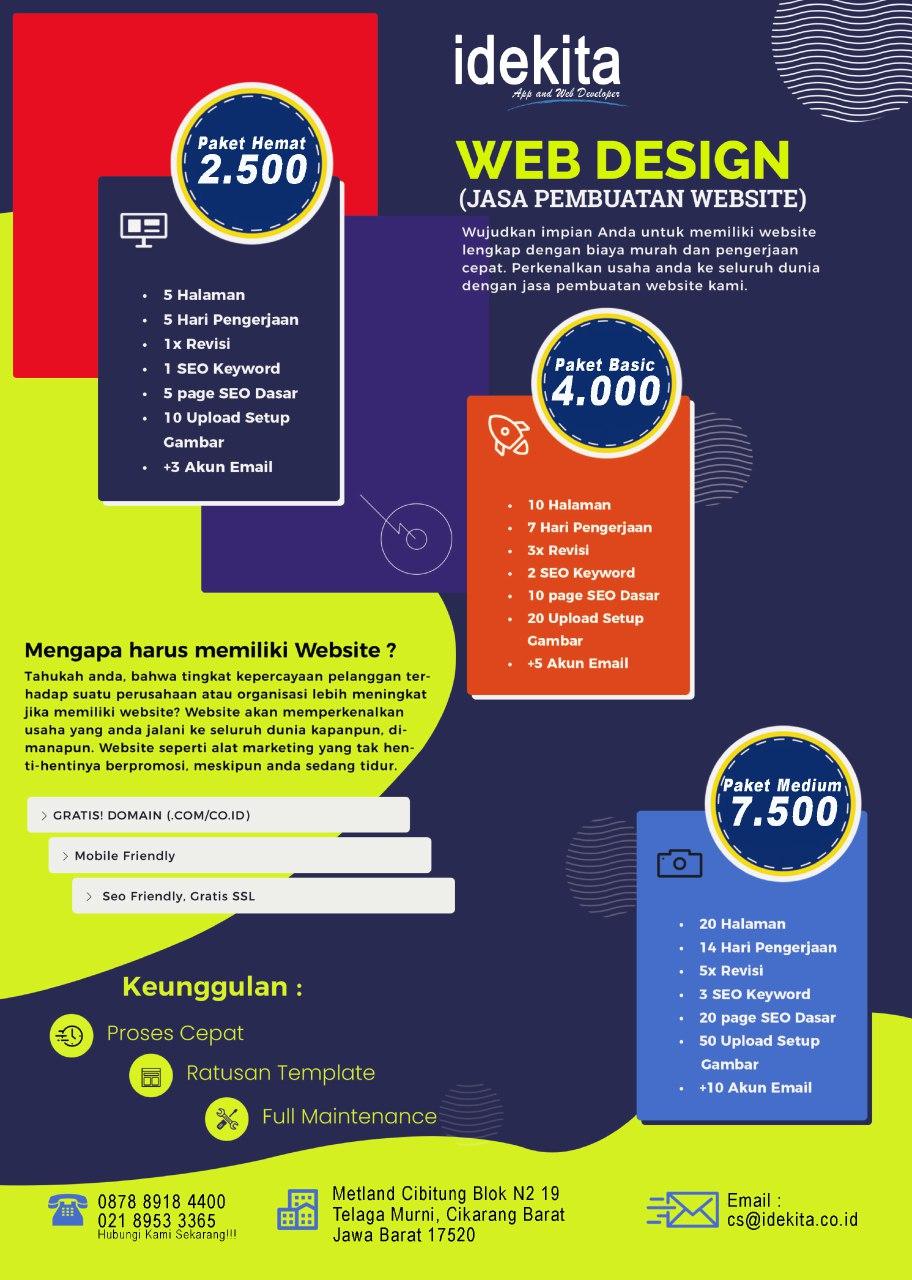 idekita
App and Web Developer
WEB DESIGN
(JASA PEMBUATAN WEBSITE)
Wujudkan impian Anda untuk memiliki website
lengkap dengan biaya murah dan pengerjaan
cepat. Perkenalkan usaha anda ke seluruh dunia
dengan jasa pembuatan website kami.
Paket Hemat
2.500
• 5 Halaman
• 5 Hari Pengerjaan
• 1x Revisi
• 1 SEO Keyword
• 5 page SEO Dasar
• 10 Upload Setup
Gambar
• +3 Akun Email
Paket Basic
4.000
• 10 Halaman
• 7 Hari Pengerjaan
• 3x Revisi
• 2 SEO Keyword
• 10 page SEO Dasar
• 20 Upload Setup
Gambar
• +5 Akun Email
Mengapa harus memiliki Website ?
Tahukah anda, bahwa tingkat kepercayaan pelanggan ter-
hadap suatu perusahaan atau organisasi lebih meningkat
jika memiliki website? Website akan memperkenalkan
usaha yang anda jalani ke seluruh dunia kapanpun, di-
manapun. Website seperti alat marketing yang tak hen-
ti-hentinya berpromosi, meskipun anda sedang tidur.
> GRATIS! DOMAIN (.COM/CO.ID)
> Mobile Friendly
> Seo Friendly, Gratis SSL
Paket Medium
7.500
• 20 Halaman
• 14 Hari Pengerjaan
• 5x Revisi
• 3 SEO Keyword
• 20 page SEO Dasar
• 50 Upload Setup
Gambar
• +10 Akun Email
Keunggulan :
Proses Cepat
Ratusan Template
Full Maintenance
0878 8918 4400
021 8953 3365
Hubungi Kami Sekarang!!!
Metland Cibitung Blok N2 19
Telaga Murni, Cikarang Barat
Jawa Barat 17520
Email :
cs@idekita.co.id